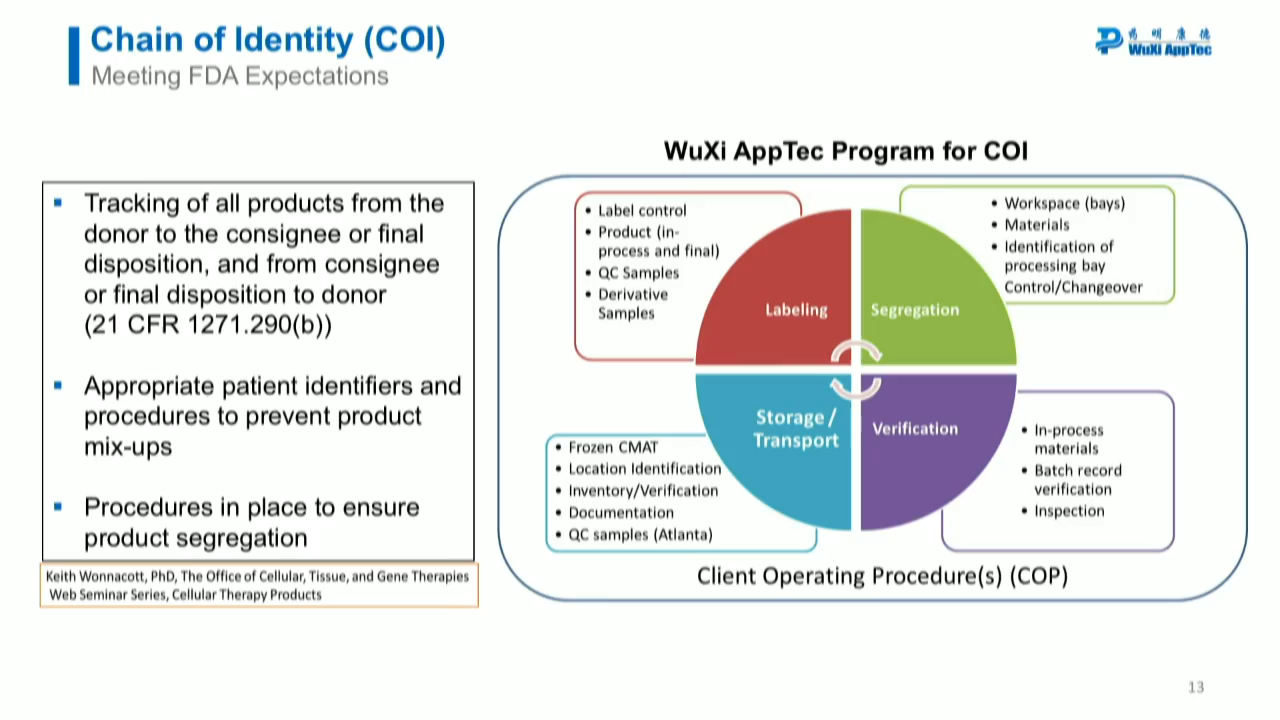 Chain of Identity (COI)
Meeting FDA Expectations
药 明 康 德
WuXi AppTec
WuXi AppTec Program for COI
▪ Tracking of all products from the
donor to the consignee or final
disposition, and from consignee
or final disposition to donor
(21 CFR 1271.290(b))
▪ Appropriate patient identifiers and
procedures to prevent product
mix-ups
▪ Procedures in place to ensure
product segregation
Keith Wonnacott, PhD, The Office of Cellular, Tissue, and Gene Therapies
Web Seminar Series, Cellular Therapy Products
• Label control
• Product (in-
process and final)
• QC Samples
• Derivative
Samples
Labeling
• Workspace (bays)
• Materials
• Identification of
processing bay
Control/Changeover
Segregation
Storage/
Transport
• Frozen CMAT
• Location Identification
• Inventory/Verification
• Documentation
• QC samples (Atlanta)
Verification
• In-process
materials
• Batch record
verification
• Inspection
Client Operating Procedure(s) (COP)
13